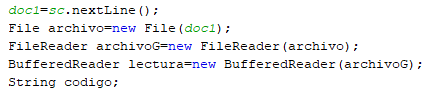 doc1=sc.nextLine();
File archivo=new File(doc1);
FileReader archivoG=new FileReader(archivo);
BufferedReader lectura=new BufferedReader(archivoG);
String codigo;